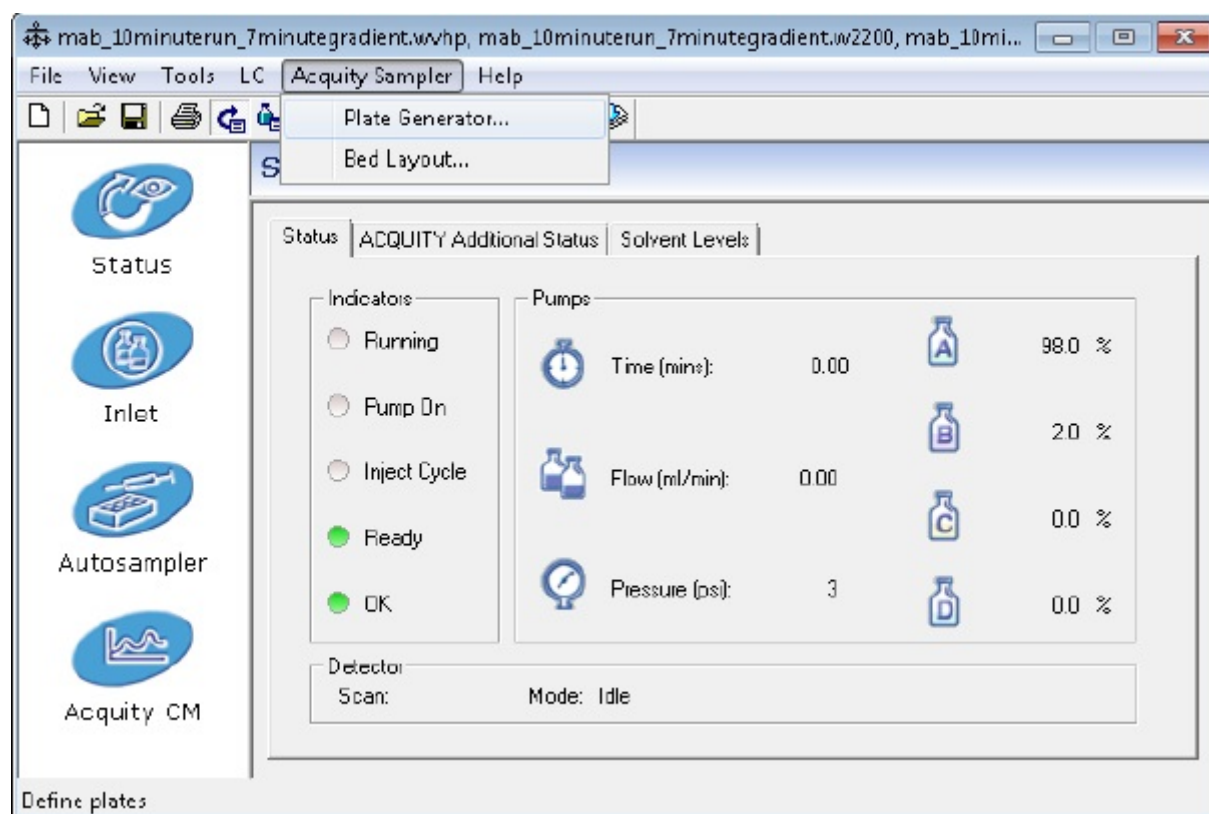 mab_10minuterun_7minutegradient.wvhp, mab_10minuterun_7minutegradient.w2200, mab_10mi...
File View Tools LC Acquity Sampler Help
Plate Generator...
Bed Layout...
S
Status ACQUITY Additional Status Solvent Levels
Status
Inlet
Autosampler
Acquity CM
Indicators
Running
Pump On
Inject Cycle
Ready
OK
Pumps
Time (mins): 0.00
Flow (ml/min): 0.00
Pressure (psi): 3
A 98.0 %
B 2.0 %
C 0.0 %
D 0.0 %
Detector
Scan: Mode: Idle
Define plates